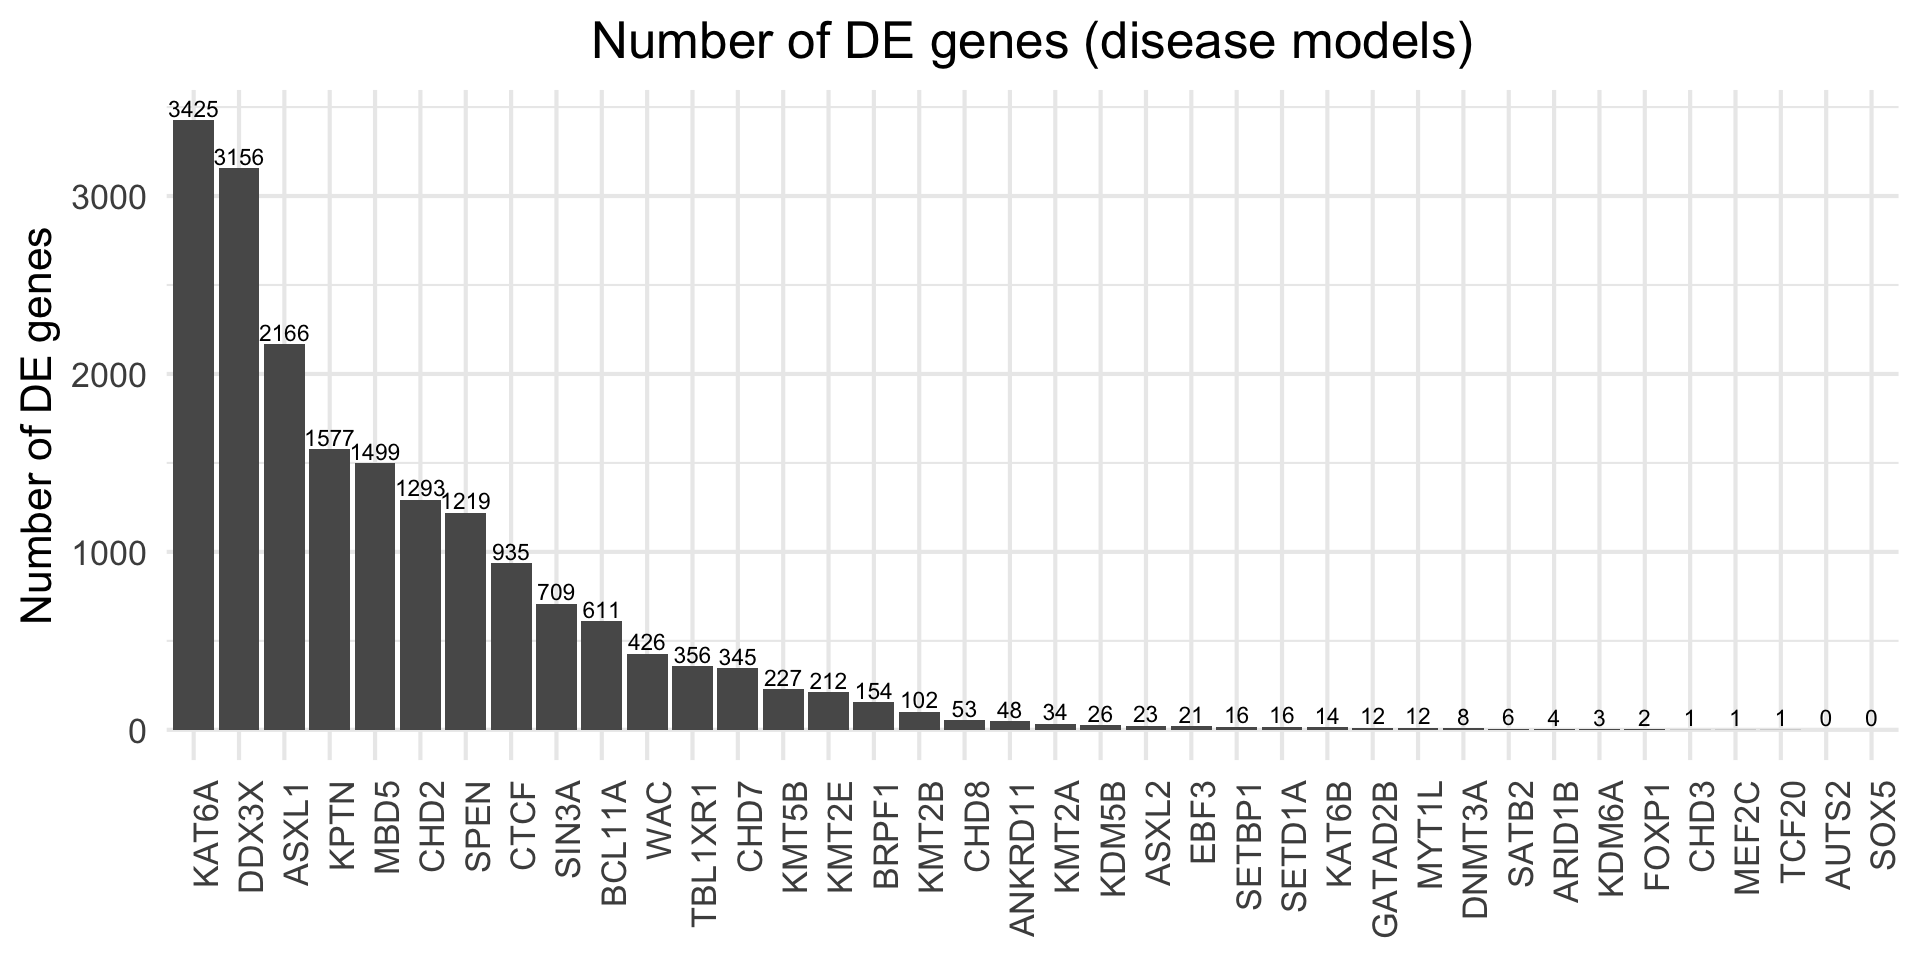 Number of DE genes (disease models)
Number of DE genes
3000
2000
1000
0
3425
3156
2166
1577
1499
1293
1219
935
709
611
426
356
345
227
212
154
102
53
48
34
26
23
21
16
16
14
12
12
8
6
4
3
2
1
1
1
0
0
KAT6A
DDX3X
ASXL1
KPTN
MBD5
CHD2
SPEN
CTCF
SIN3A
BCL11A
WAC
TBL1XR1
CHD7
KMT5B
KMT2E
BRPF1
KMT2B
CHD8
ANKRD11
KMT2A
KDM5B
ASXL2
EBF3
SETBP1
SETD1A
KAT6B
GATAD2B
MYT1L
DNMT3A
SATB2
ARID1B
KDM6A
FOXP1
CHD3
MEF2C
TCF20
AUTS2
SOX5